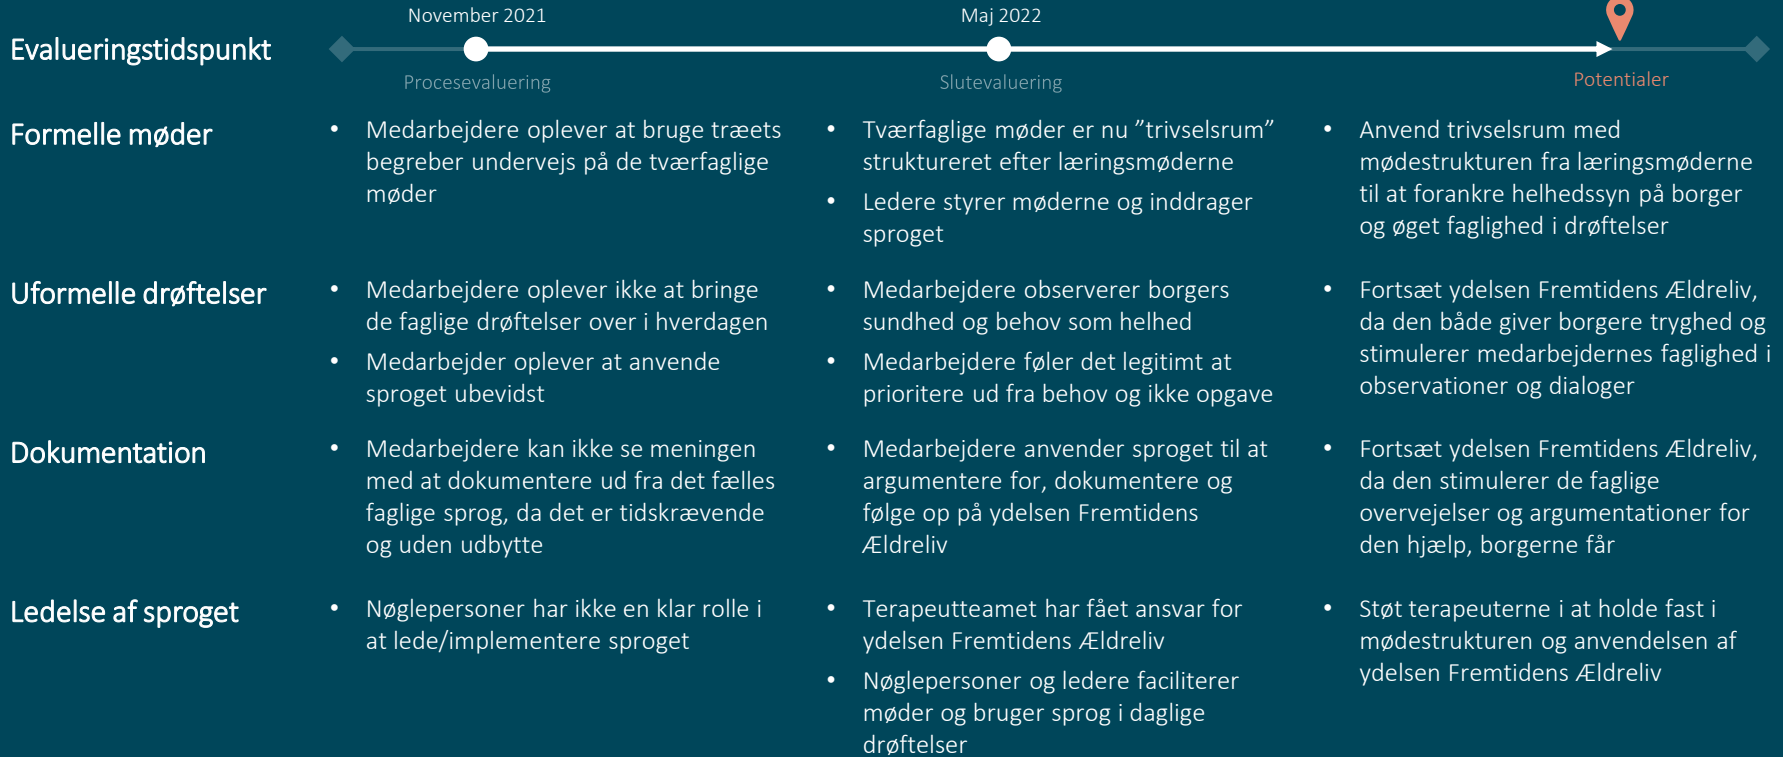 November 2021
Maj 2022
Evalueringstidspunkt
Procesevaluering
Slutevaluering
Potentialer
Formelle møder
• Medarbejdere oplever at bruge træets
begreber undervejs på de tværfaglige
møder
• Tværfaglige møder er nu ”trivselsrum”
struktureret efter læringsmøderne
• Ledere styrer møderne og inddrager
sproget
• Anvend trivselsrum med
mødestrukturen fra læringsmøderne
til at forankre helhedssyn på borger
og øget faglighed i drøftelser
Uformelle drøftelser
• Medarbejdere oplever ikke at bringe
de faglige drøftelser over i hverdagen
• Medarbejder oplever at anvende
sproget ubevidst
• Medarbejdere observerer borgers
sundhed og behov som helhed
• Medarbejdere føler det legitimt at
prioritere ud fra behov og ikke opgave
• Fortsæt ydelsen Fremtidens Ældreliv,
da den både giver borgere tryghed og
stimulerer medarbejdernes faglighed i
observationer og dialoger
Dokumentation
• Medarbejdere kan ikke se meningen
med at dokumentere ud fra det fælles
faglige sprog, da det er tidskrævende
og uden udbytte
• Medarbejdere anvender sproget til at
argumentere for, dokumentere og
følge op på ydelsen Fremtidens
Ældreliv
• Fortsæt ydelsen Fremtidens Ældreliv,
da den stimulerer de faglige
overvejelser og argumentationer for
den hjælp, borgerne får
Ledelse af sproget
• Nøglepersoner har ikke en klar rolle i
at lede/implementere sproget
• Terapeutteamet har fået ansvar for
ydelsen Fremtidens Ældreliv
• Nøglepersoner og ledere faciliterer
møder og bruger sprog i daglige
drøftelser
• Støt terapeuterne i at holde fast i
mødestrukturen og anvendelsen af
ydelsen Fremtidens Ældreliv